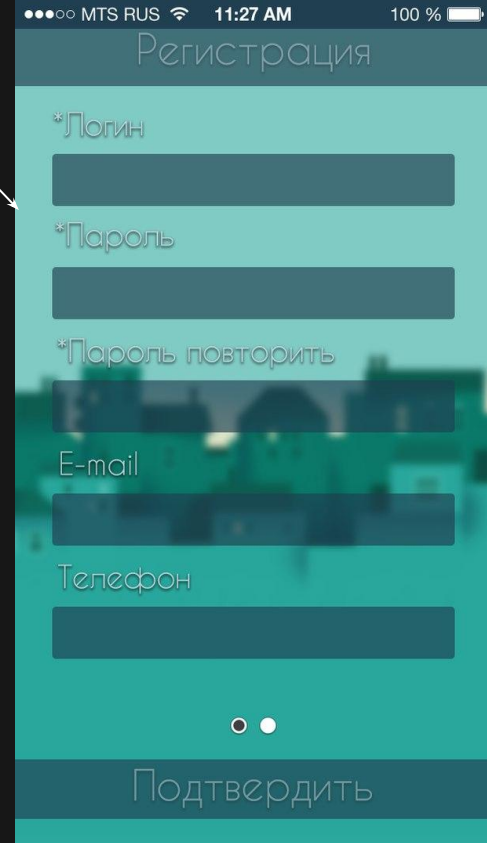 MTS RUS 11:27 AM 100 %
Регистрация
*Логин
*Пароль
*Пароль повторить
E-mail
Телефон
Подтвердить